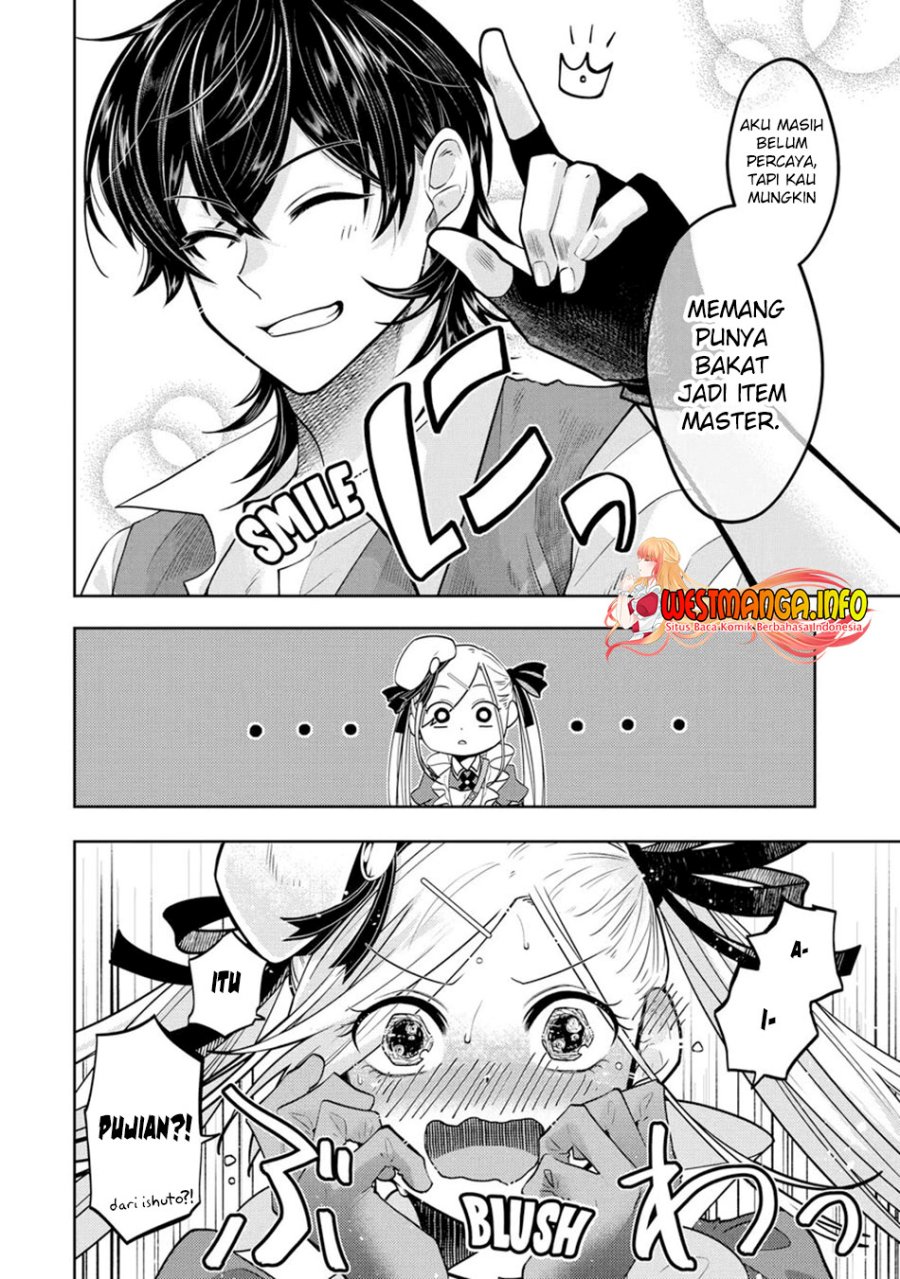 AKU MASIH
BELUM
PERCAYA,
TAPI KAU
MUNGKIN
MEMANG
PUNYA
BAKAT
JADI ITEM
MASTER.
SMILE
にこっ
WESTMANGA.INFO
Situs Baca Komik Berbahasa Indonesia
A-
I-
ITU
PUJIAN?!
dari ishuto?!
BLUSH
ぶわっ